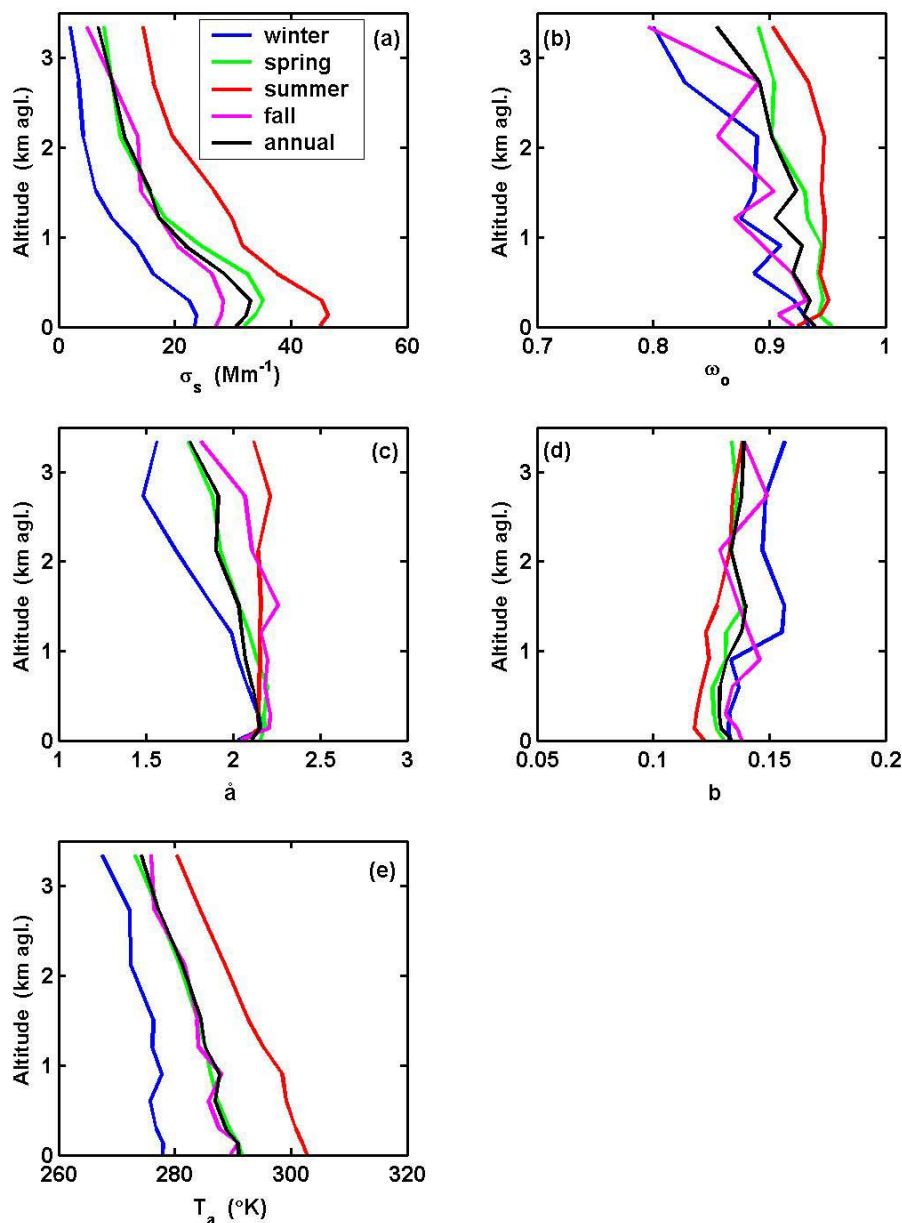 (a)
winter
spring
summer
fall
annual
Altitude (km agl.)
3
2
1
0
0 20 40 60
σs (Mm-1)
(b)
Altitude (km agl.)
3
2
1
0
0.7 0.8 0.9 1
ωo
(c)
Altitude (km agl.)
3
2
1
0
1 1.5 2 2.5 3
å
(d)
Altitude (km agl.)
3
2
1
0
0.05 0.1 0.15 0.2
b
(e)
Altitude (km agl.)
3
2
1
0
260 280 300 320
Ta (°K)